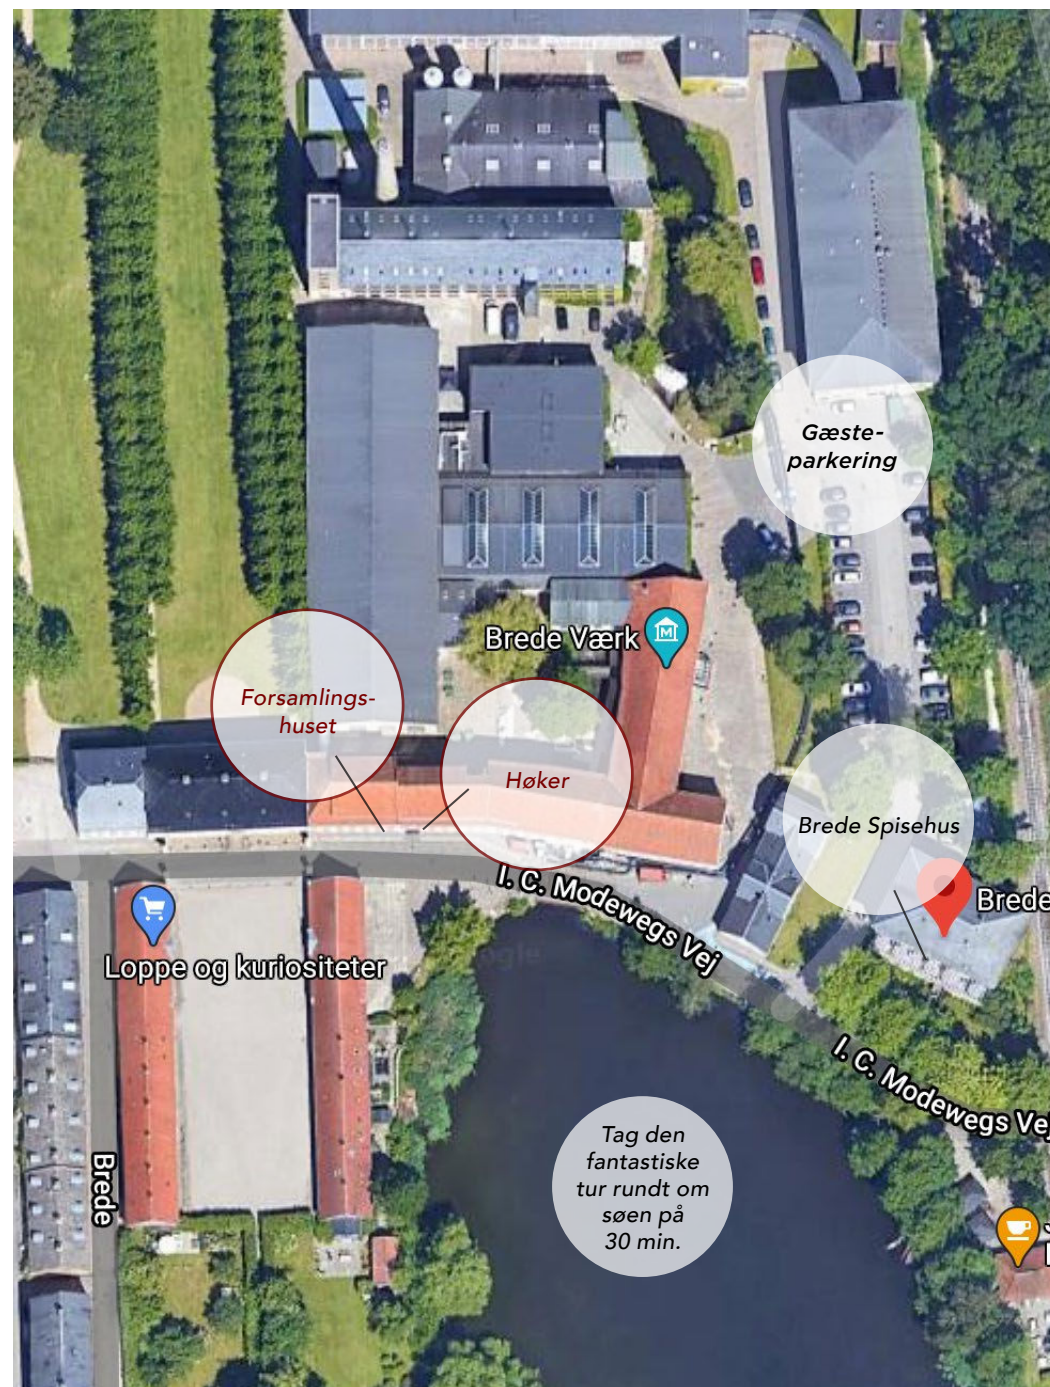 Gæste-
parkering
Brede Værk
Forsamlings-
huset
Høker
Brede Spisehus
I. C. Modewegs Vej
Brede
Loppe og kuriositeter
I. C. Modewegs Vej
Tag den
fantastiske
tur rundt om
søen på
30 min.
Brede